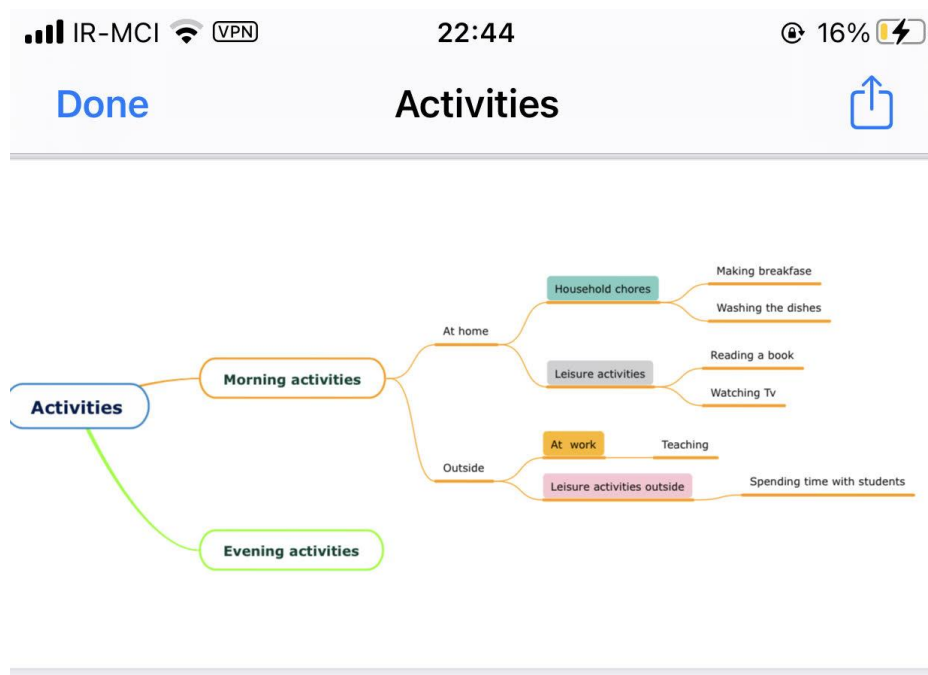 IR-MCI VPN 22:44 16%
Done Activities
Making breakfase
Household chores
Washing the dishes
At home
Reading a book
Leisure activities
Watching Tv
Morning activities
Activities
At work Teaching
Outside
Leisure activities outside Spending time with students
Evening activities